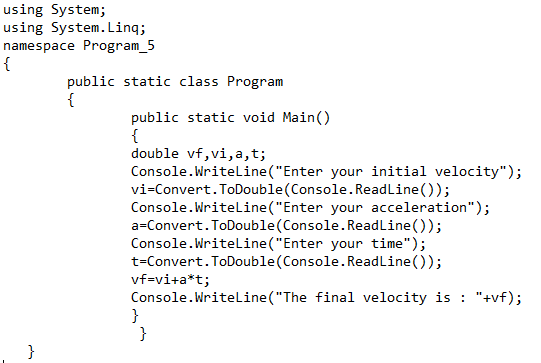 using System;
using System.Linq;
namespace Program_5
{
public static class Program
{
public static void Main()
{
double vf,vi,a,t;
Console.WriteLine("Enter your initial velocity");
vi=Convert.ToDouble(Console.ReadLine());
Console.WriteLine("Enter your acceleration");
a=Convert.ToDouble(Console.ReadLine());
Console.WriteLine("Enter your time");
t=Convert.ToDouble(Console.ReadLine());
vf=vi+a*t;
Console.WriteLine("The final velocity is : "+vf);
}
}
}